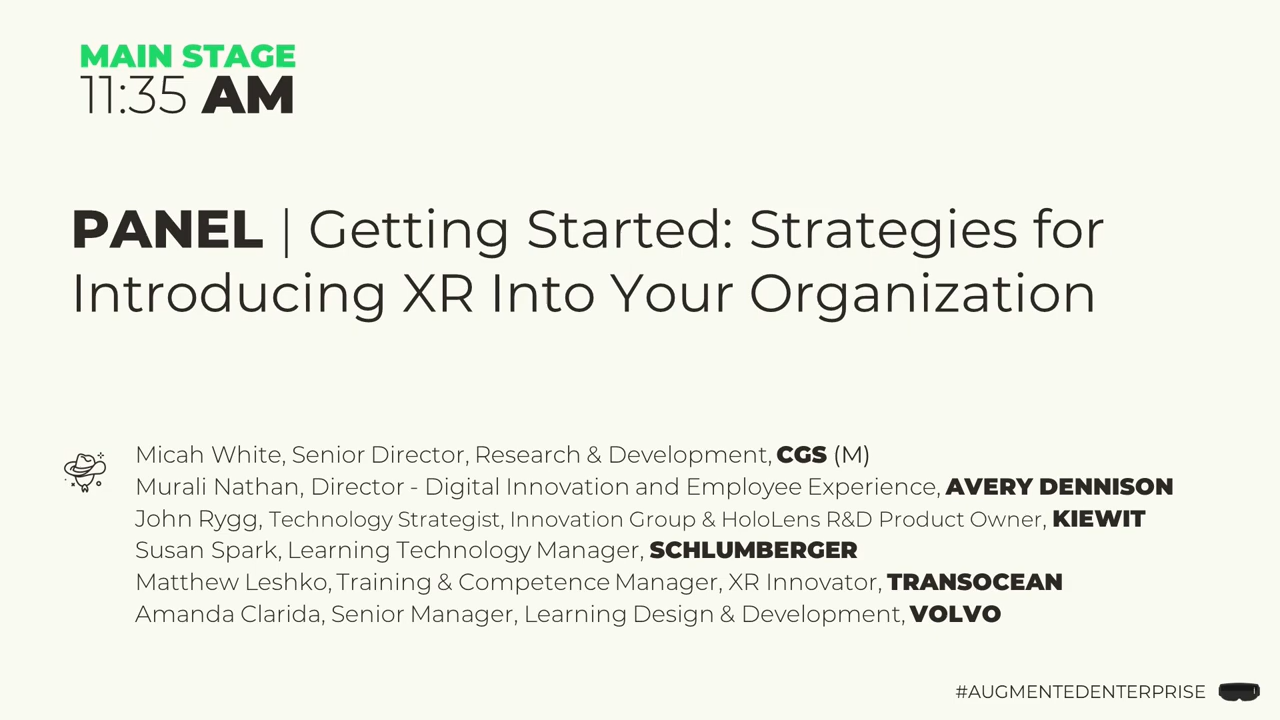 MAIN STAGE
11:35 AM
PANEL | Getting Started: Strategies for
Introducing XR Into Your Organization
Micah White, Senior Director, Research & Development, CGS (M)
Murali Nathan, Director - Digital Innovation and Employee Experience, AVERY DENNISON
John Rygg, Technology Strategist, Innovation Group & HoloLens R&D Product Owner, KIEWIT
Susan Spark, Learning Technology Manager, SCHLUMBERGER
Matthew Leshko, Training & Competence Manager, XR Innovator, TRANSOCEAN
Amanda Clarida, Senior Manager, Learning Design & Development, VOLVO
#AUGMENTEDENTERPRISE